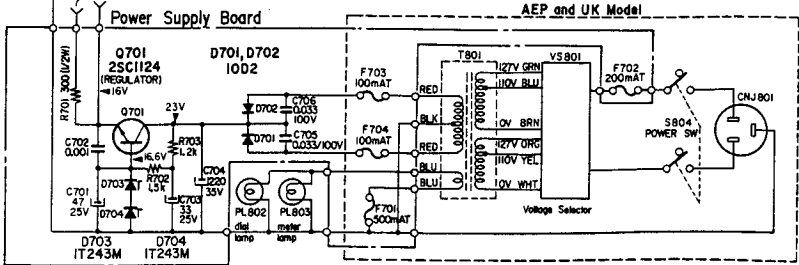 AEP and UK Model
Power Supply Board
Q701
2SC1124
(REGULATOR)
D701, D702
10D2
R701 300(1/2W)
16V
Q701
23V
D702
C706
0.033
100V
D701
C705
0.033/100V
F703
100mAT
F704
100mAT
RED
BLK
RED
BLU
BLU
T801
127V GRN
110V BLU
0V BRN
127V ORG
110V YEL
0V WHT
VS801
Voltage Selector
F702
200mAT
S804
POWER SW
CNJ801
C702
0.001
16.6V
R703
1.2k
R702
1.5k
C704
220
35V
C701
47
25V
D703
D704
C703
33
25V
PL802
dial
lamp
PL803
meter
lamp
F701
500mAT
D703
1T243M
D704
1T243M